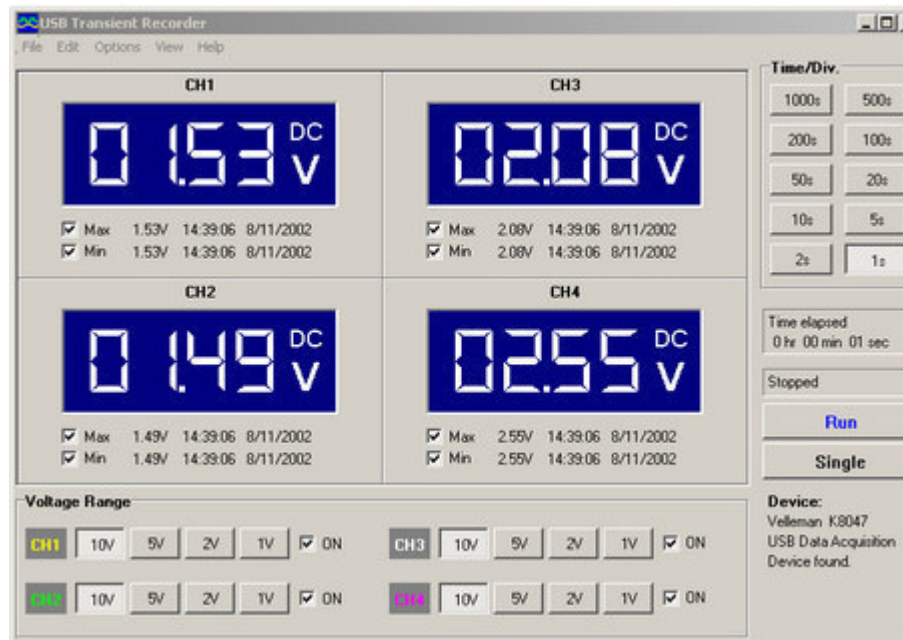 USB Transient Recorder
File Edit Options View Help
CH1
01.53 DC V
Max 1.53V 14:39:06 8/11/2002
Min 1.53V 14:39:06 8/11/2002
CH3
02.08 DC V
Max 2.08V 14:39:06 8/11/2002
Min 2.08V 14:39:06 8/11/2002
CH2
01.49 DC V
Max 1.49V 14:39:06 8/11/2002
Min 1.49V 14:39:06 8/11/2002
CH4
02.55 DC V
Max 2.55V 14:39:06 8/11/2002
Min 2.55V 14:39:06 8/11/2002
Time/Div.
1000s 500s
200s 100s
50s 20s
10s 5s
2s 1s
Time elapsed
0 hr 00 min 01 sec
Stopped
Run
Single
Device:
Velleman K8047
USB Data Acquisition
Device found.
Voltage Range
CH1 10V 5V 2V 1V ON
CH3 10V 5V 2V 1V ON
CH2 10V 5V 2V 1V ON
CH4 10V 5V 2V 1V ON